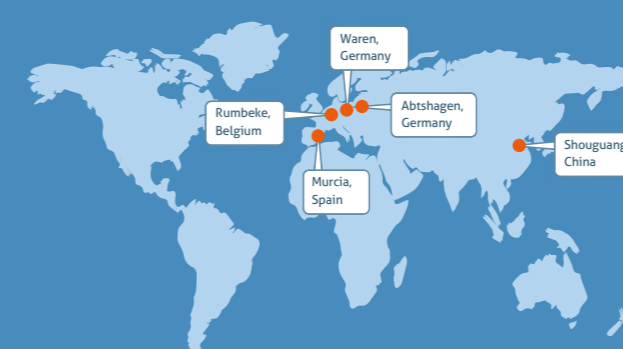 Waren,
Germany
Rumbeke,
Belgium
Abtshagen,
Germany
Shouguang
China
Murcia,
Spain